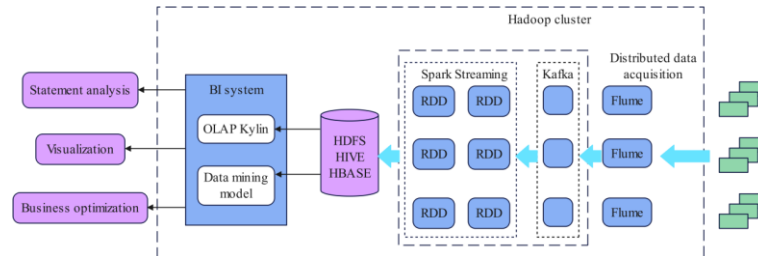 Hadoop cluster
Statement analysis
Visualization
Business optimization
BI system
OLAP Kylin
Data mining
model
HDFS
HIVE
HBASE
Spark Streaming
RDD RDD
RDD RDD
RDD RDD
Kafka
Distributed data
acquisition
Flume
Flume
Flume